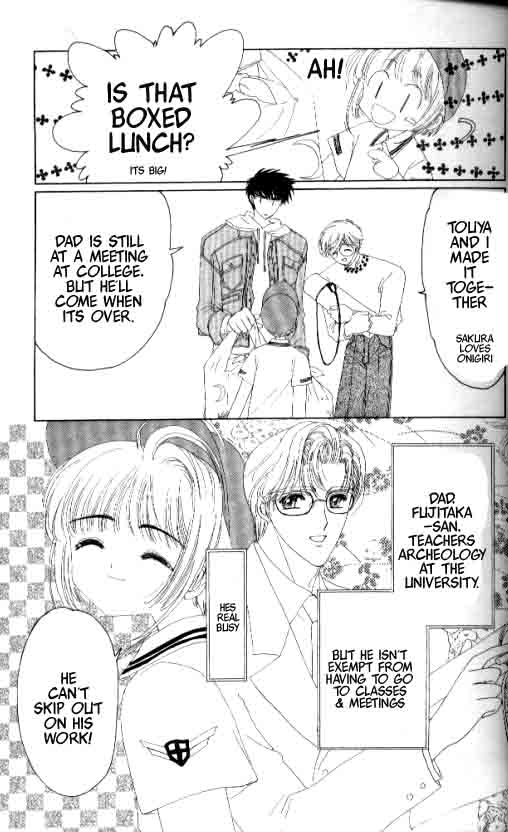 AH!
IS THAT
BOXED
LUNCH?
ITS BIG!
TOUYA
AND I
MADE
IT
TOGE-
THER
SAKURA
LOVES
ONIGIRI
DAD IS STILL
AT A MEETING
AT COLLEGE.
BUT HE'LL
COME WHEN
ITS OVER.
DAD,
FUJITAKA
-SAN.
TEACHERS
ARCHEOLOGY
AT THE
UNIVERSITY.
BUT HE ISN'T
EXEMPT FROM
HAVING TO GO
TO CLASSES
& MEETINGS
HES
REAL
BUSY
HE
CAN'T
SKIP OUT
ON HIS
WORK!